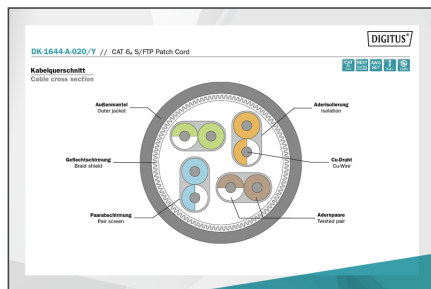 DIGITUS®
DK-1644-A-020/Y // CAT 6A S/FTP Patch Cord
Kabelquerschnitt
Cable cross section
Außenmantel
Outer jacket
Aderisolierung
Isolation
Geflechtschirmung
Braid shield
Cu-Draht
Cu-Wire
Paarabschirmung
Pair screen
Adernpaare
Twisted pair